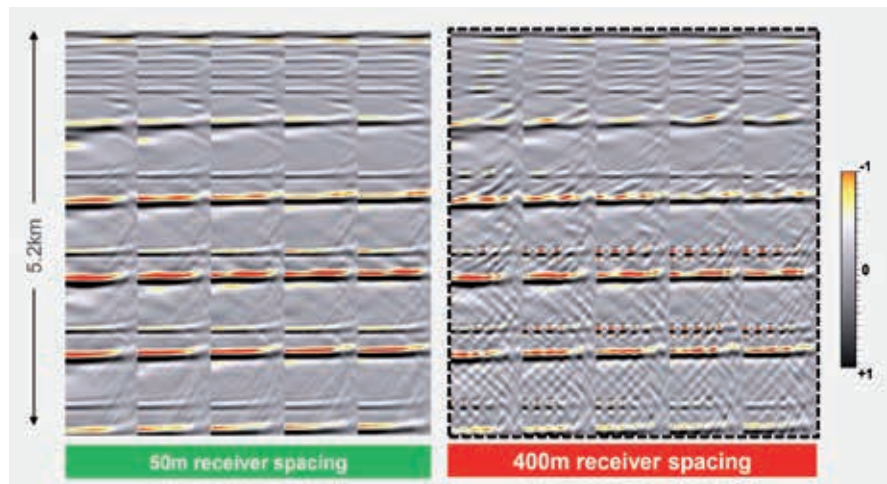 5.2km
-1
0
+1
50m receiver spacing
400m receiver spacing